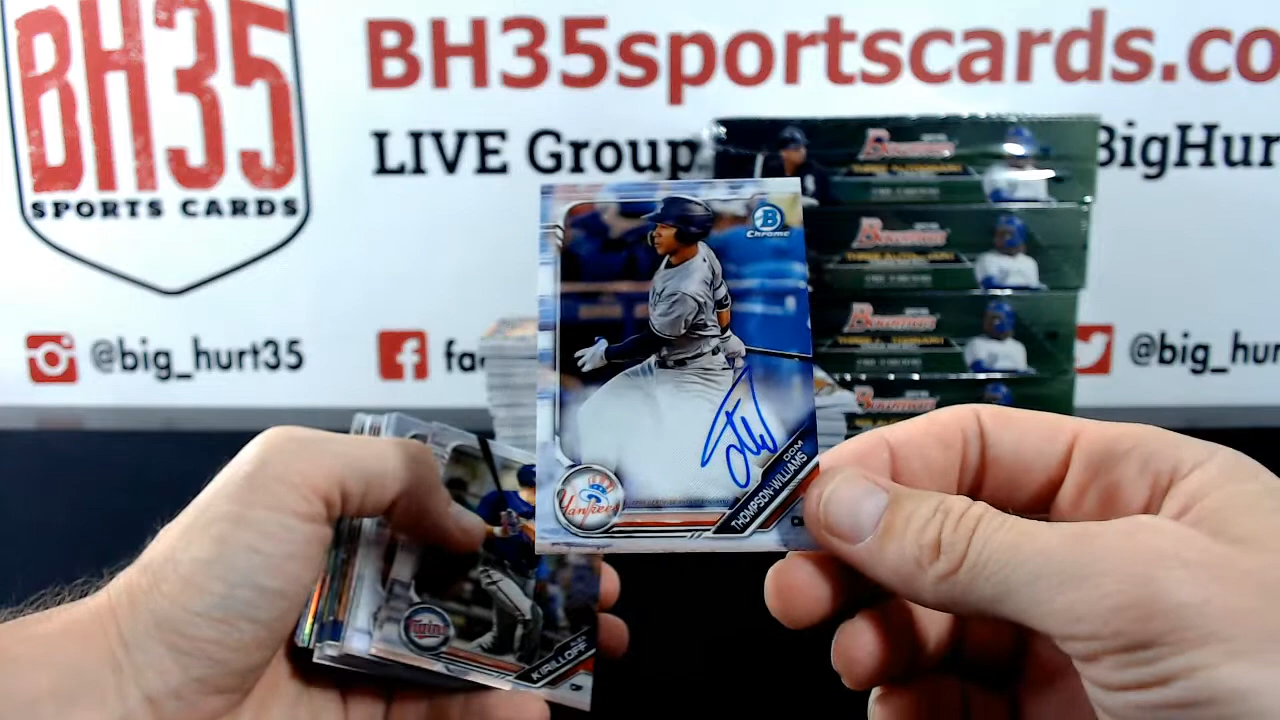 BH35
SPORTS CARDS
BH35sportscards.co
LIVE Group
BigHur
@big_hurt35
fa
@big_hur
Bowman
Bowman
Bowman
Bowman
B
Chrome
Yankees
DOM
THOMPSON-WILLIAMS
Twins
KIRILLOFF